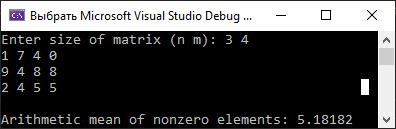 Выбрать Microsoft Visual Studio Debug ...
Enter size of matrix (n m): 3 4
1 7 4 0
9 4 8 8
2 4 5 5
Arithmetic mean of nonzero elements: 5.18182